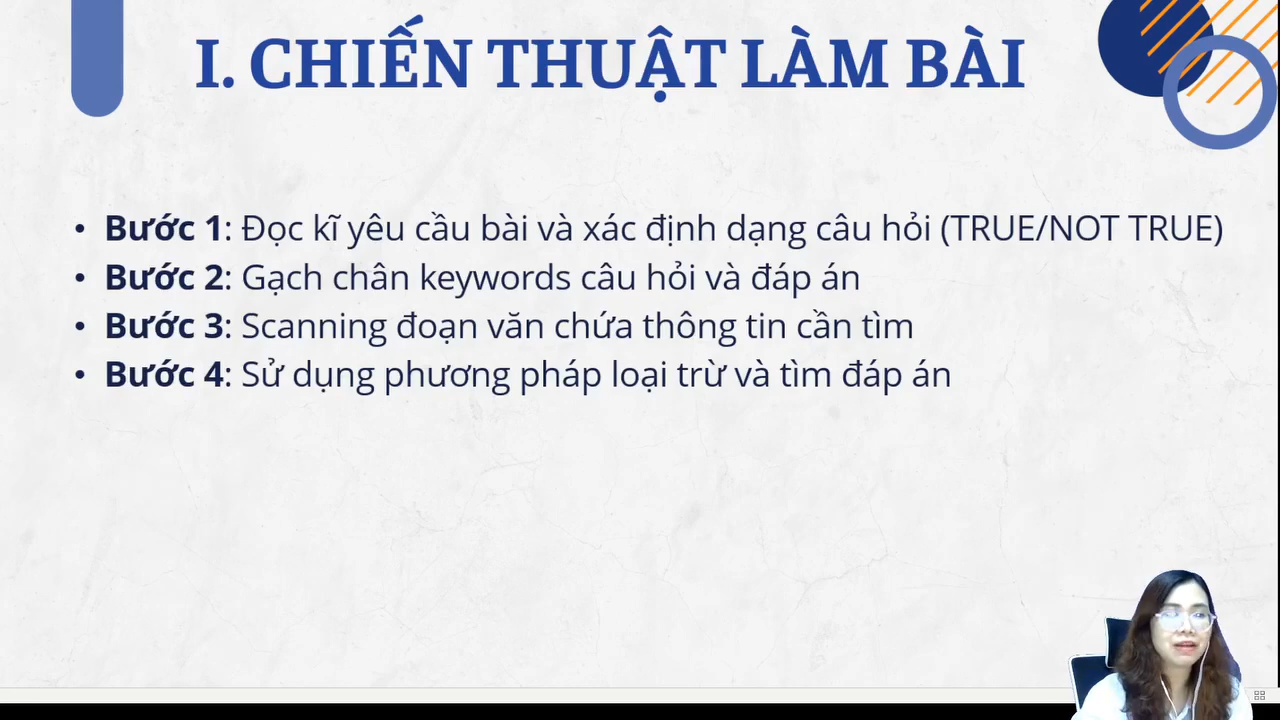 I. CHIẾN THUẬT LÀM BÀI
• Bước 1: Đọc kĩ yêu cầu bài và xác định dạng câu hỏi (TRUE/NOT TRUE)
• Bước 2: Gạch chân keywords câu hỏi và đáp án
• Bước 3: Scanning đoạn văn chứa thông tin cần tìm
• Bước 4: Sử dụng phương pháp loại trừ và tìm đáp án